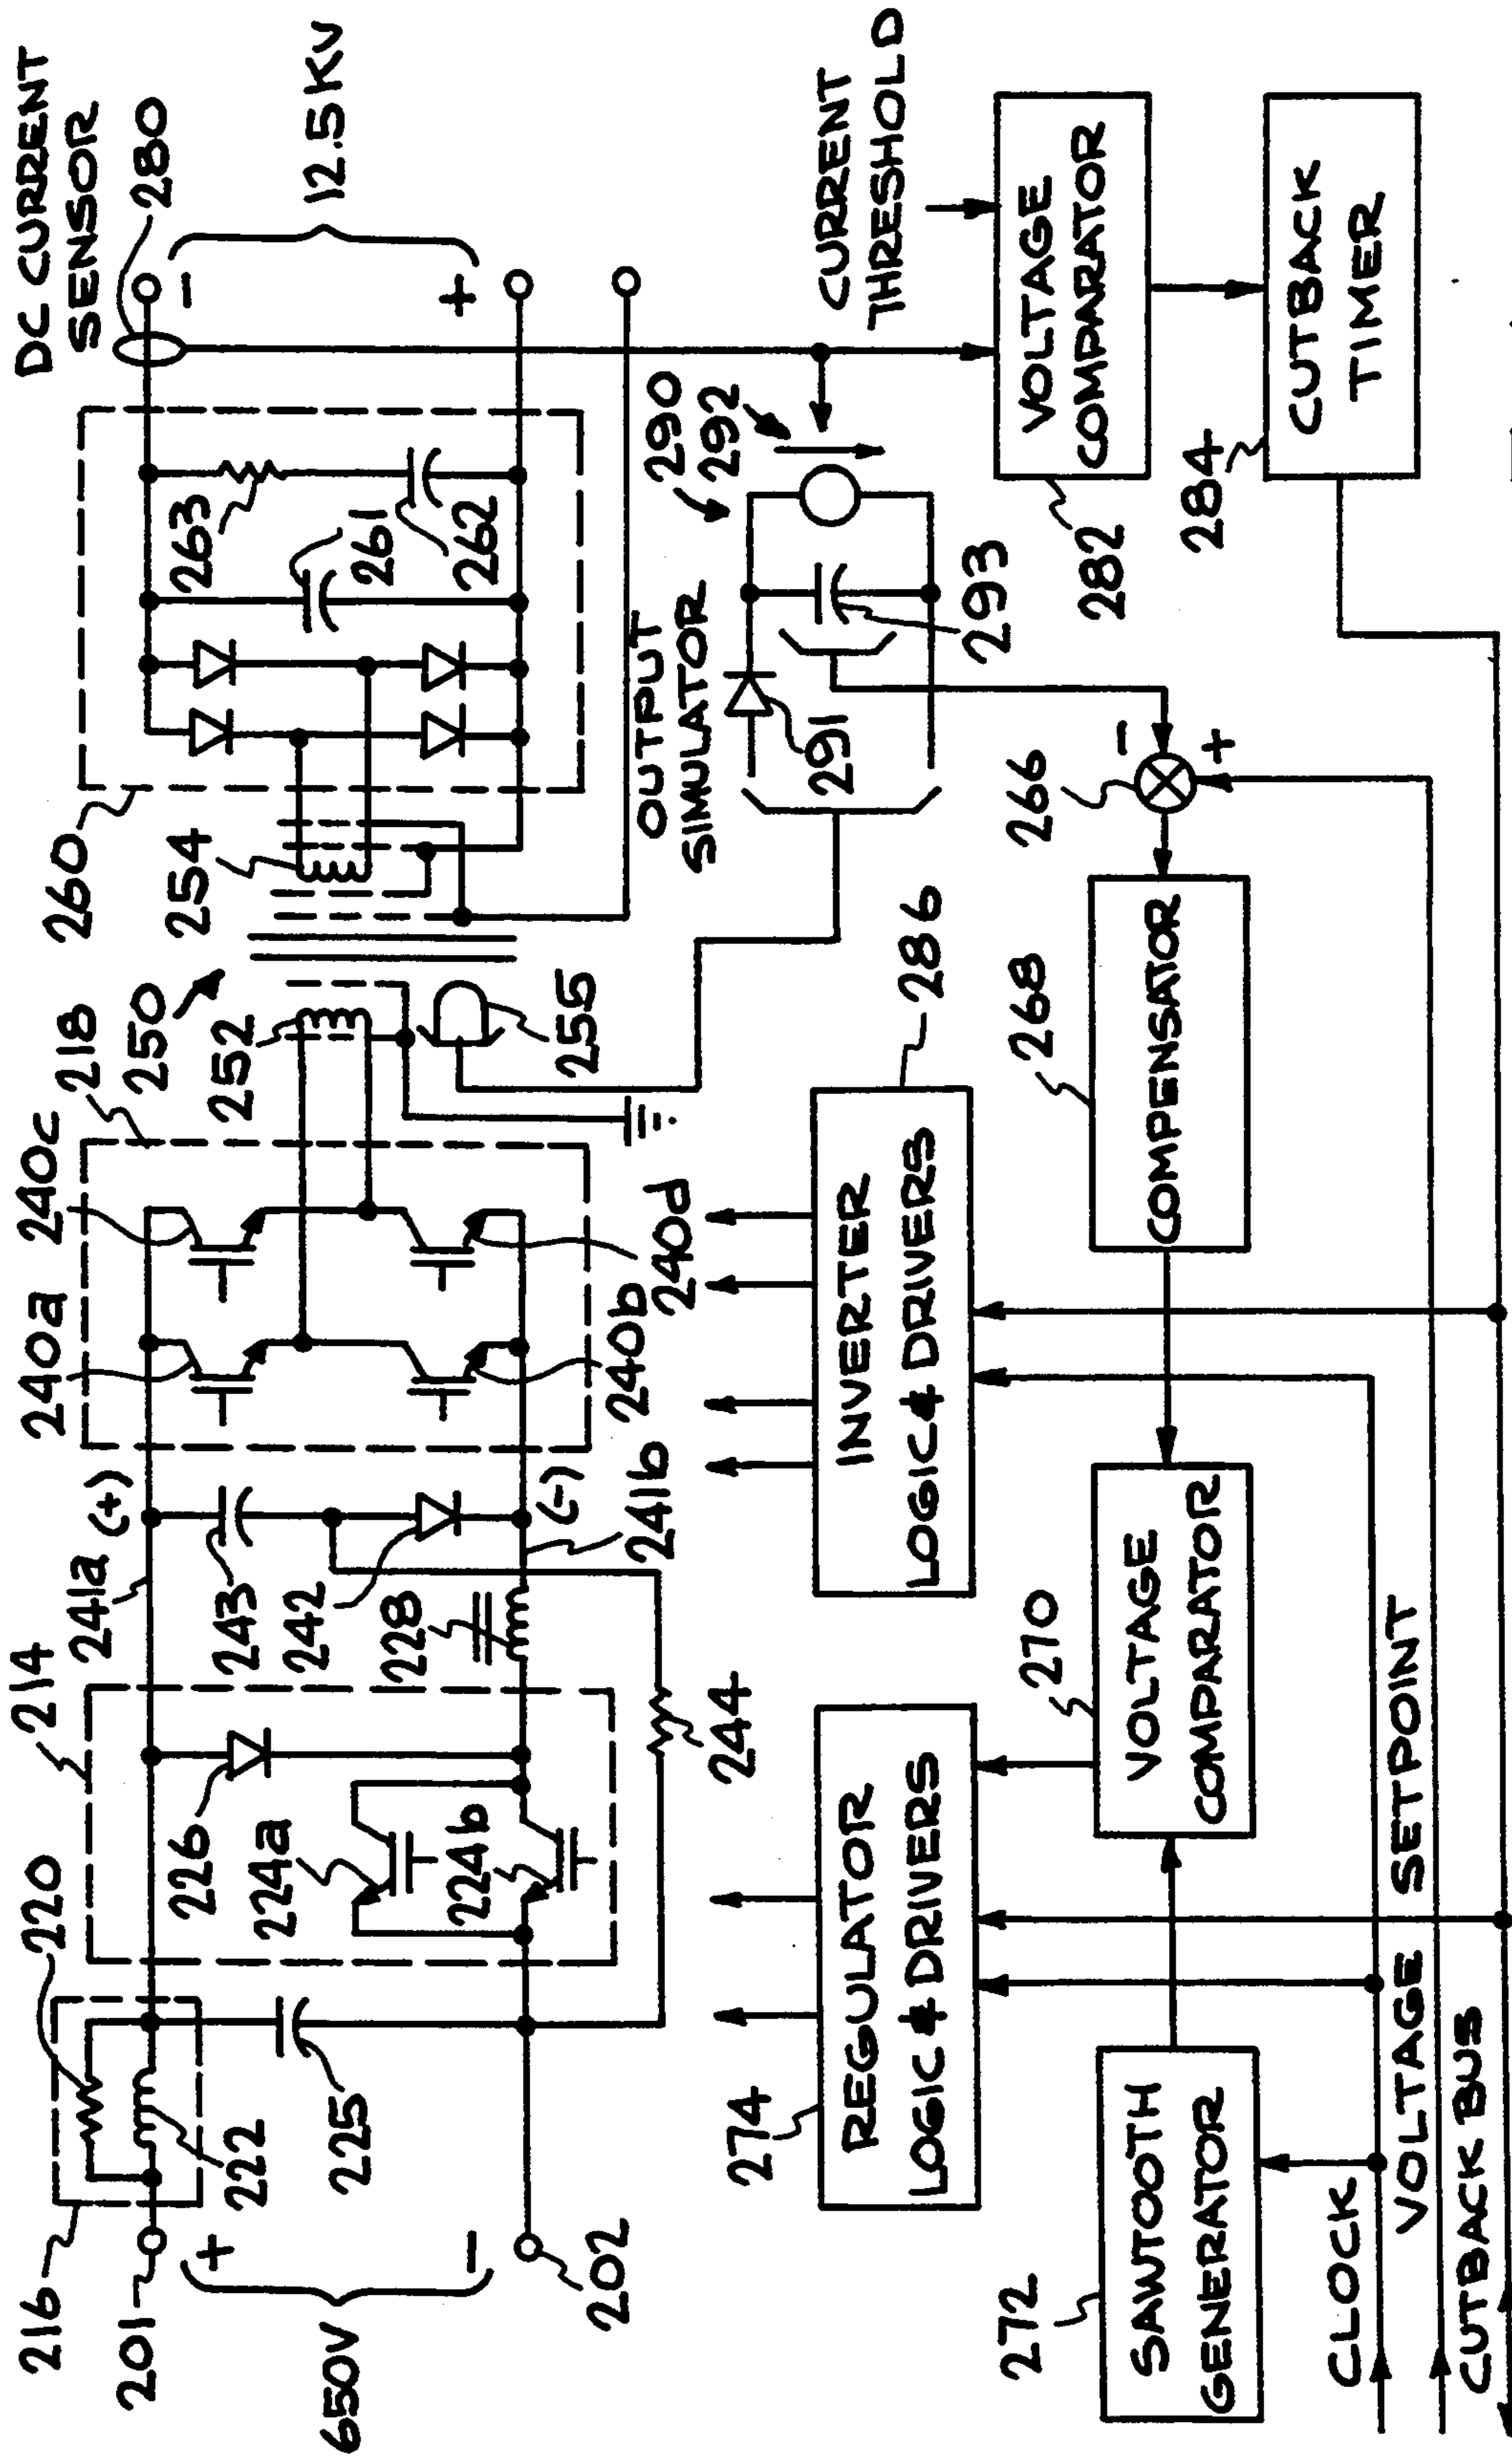 216
220
214
241a (+)
240a
240c
218
250
260
254
DC CURRENT
SENSOR
280
201
+
222
226
243
252
263
261
-
12.5KV
650V
225
224a
242
262
+
-
224b
228
(-)
241b
240b
240d
255
OUTPUT
SIMULATOR
290
292
202
244
291
293
CURRENT
THRESHOLD
274
REGULATOR
LOGIC & DRIVERS
INVERTER
LOGIC & DRIVERS
286
272
SAWTOOTH
GENERATOR
270
VOLTAGE
COMPARATOR
268
COMPENSATOR
266
-
+
282
VOLTAGE
COMPARATOR
284
CUTBACK
TIMER
CLOCK
VOLTAGE SETPOINT
CUTBACK BUS